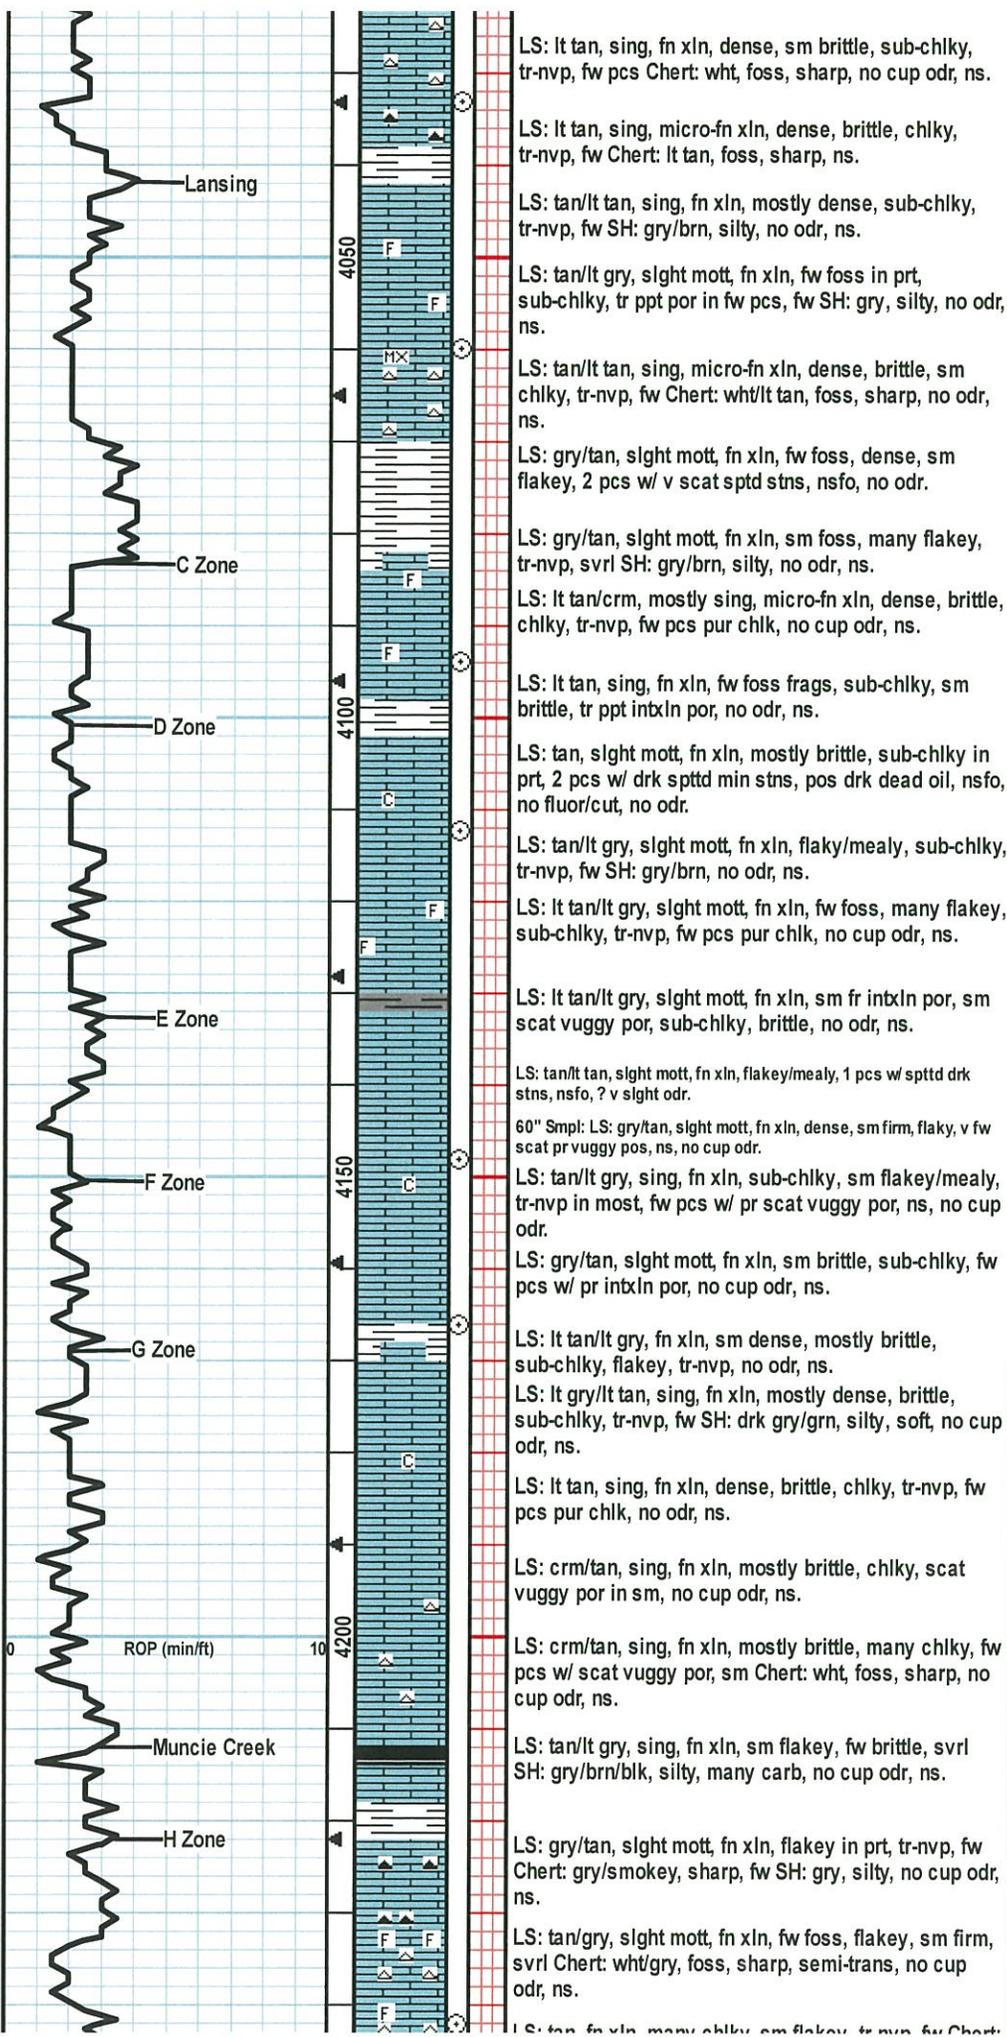 LS: lt tan, sing, fn xln, dense, sm brittle, sub-chlky,
tr-nvp, fw pcs Chert: wht, foss, sharp, no cup odr, ns.
LS: lt tan, sing, micro-fn xln, dense, brittle, chlky,
tr-nvp, fw Chert: lt tan, foss, sharp, ns.
Lansing
LS: tan/lt tan, sing, fn xln, mostly dense, sub-chlky,
tr-nvp, fw SH: gry/brn, silty, no odr, ns.
4050
F
LS: tan/lt gry, slght mott, fn xln, fw foss in prt,
sub-chlky, tr ppt por in fw pcs, fw SH: gry, silty, no odr,
ns.
F
MX
LS: tan/lt tan, sing, micro-fn xln, dense, brittle, sm
chlky, tr-nvp, fw Chert: wht/lt tan, foss, sharp, no odr,
ns.
LS: gry/tan, slght mott, fn xln, fw foss, dense, sm
flakey, 2 pcs w/ v scat sptd stns, nsfo, no odr.
LS: gry/tan, slght mott, fn xln, sm foss, many flakey,
tr-nvp, svrl SH: gry/brn, silty, no odr, ns.
C Zone
F
LS: lt tan/crm, mostly sing, micro-fn xln, dense, brittle,
chlky, tr-nvp, fw pcs pur chlk, no cup odr, ns.
F
LS: lt tan, sing, fn xln, fw foss frags, sub-chlky, sm
brittle, tr ppt intxln por, no odr, ns.
4100
D Zone
LS: tan, slght mott, fn xln, mostly brittle, sub-chlky in
prt, 2 pcs w/ drk spttd min stns, pos drk dead oil, nsfo,
no fluor/cut, no odr.
C
LS: tan/lt gry, slght mott, fn xln, flaky/mealy, sub-chlky,
tr-nvp, fw SH: gry/brn, no odr, ns.
F
LS: lt tan/lt gry, slght mott, fn xln, fw foss, many flakey,
sub-chlky, tr-nvp, fw pcs pur chlk, no cup odr, ns.
F
LS: lt tan/lt gry, slght mott, fn xln, sm fr intxln por, sm
scat vuggy por, sub-chlky, brittle, no odr, ns.
E Zone
LS: tan/lt tan, slght mott, fn xln, flakey/mealy, 1 pcs w/ spttd drk
stns, nsfo, ? v slght odr.
60" Smpl: LS: gry/tan, slght mott, fn xln, dense, sm firm, flaky, v fw
scat pr vuggy pos, ns, no cup odr.
4150
F Zone
C
LS: tan/lt gry, sing, fn xln, sub-chlky, sm flakey/mealy,
tr-nvp in most, fw pcs w/ pr scat vuggy por, ns, no cup
odr.
LS: gry/tan, slght mott, fn xln, sm brittle, sub-chlky, fw
pcs w/ pr intxln por, no cup odr, ns.
G Zone
LS: lt tan/lt gry, fn xln, sm dense, mostly brittle,
sub-chlky, flakey, tr-nvp, no odr, ns.
LS: lt gry/lt tan, sing, fn xln, mostly dense, brittle,
sub-chlky, tr-nvp, fw SH: drk gry/grn, silty, soft, no cup
odr, ns.
C
LS: lt tan, sing, fn xln, dense, brittle, chlky, tr-nvp, fw
pcs pur chlk, no odr, ns.
LS: crm/tan, sing, fn xln, mostly brittle, chlky, scat
vuggy por in sm, no cup odr, ns.
0 ROP (min/ft) 10
4200
LS: crm/tan, sing, fn xln, mostly brittle, many chlky, fw
pcs w/ scat vuggy por, sm Chert: wht, foss, sharp, no
cup odr, ns.
Muncie Creek
LS: tan/lt gry, sing, fn xln, sm flakey, fw brittle, svrl
SH: gry/brn/blk, silty, many carb, no cup odr, ns.
H Zone
LS: gry/tan, slght mott, fn xln, flakey in prt, tr-nvp, fw
Chert: gry/smokey, sharp, fw SH: gry, silty, no cup odr,
ns.
F F
LS: tan/gry, slght mott, fn xln, fw foss, flakey, sm firm,
svrl Chert: wht/gry, foss, sharp, semi-trans, no cup
odr, ns.
F
LS: tan, fn xln, many chlky, sm flakey, tr nvp, fw Chert: